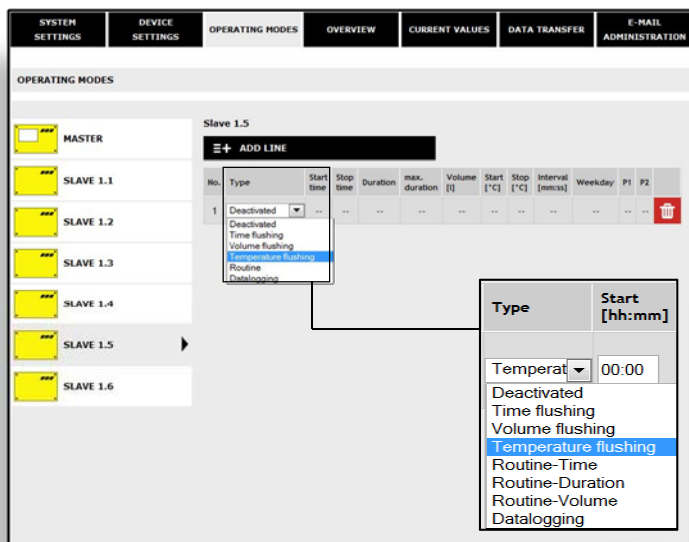 SYSTEM SETTINGS
DEVICE SETTINGS
OPERATING MODES
OVERVIEW
CURRENT VALUES
DATA TRANSFER
E-MAIL ADMINISTRATION
OPERATING MODES
MASTER
SLAVE 1.1
SLAVE 1.2
SLAVE 1.3
SLAVE 1.4
SLAVE 1.5
SLAVE 1.6
Slave 1.5
ADD LINE
No. Type Start time Stop time Duration max. duration Volume [l] Start [°C] Stop [°C] Interval [mm:ss] Weekday P1 P2
1 Deactivated -- -- -- -- -- -- -- -- -- -- --
Deactivated
Time flushing
Volume flushing
Temperature flushing
Routine
Datalogging
Type Start [hh:mm]
Temperat 00:00
Deactivated
Time flushing
Volume flushing
Temperature flushing
Routine-Time
Routine-Duration
Routine-Volume
Datalogging